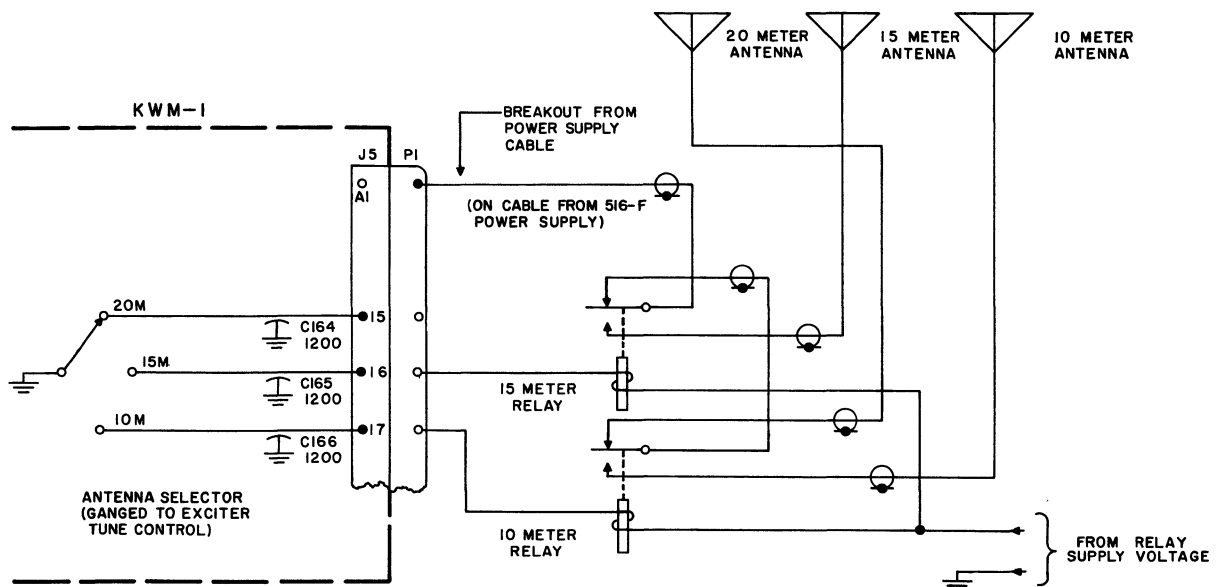 20 METER
ANTENNA
15 METER
ANTENNA
10 METER
ANTENNA
KWM-1
BREAKOUT FROM
POWER SUPPLY
CABLE
J5
P1
A1
(ON CABLE FROM 516-F
POWER SUPPLY)
20M
C164
1200
15
15M
C165
1200
16
15 METER
RELAY
10M
C166
1200
17
ANTENNA SELECTOR
(GANGED TO EXCITER
TUNE CONTROL)
10 METER
RELAY
FROM RELAY
SUPPLY VOLTAGE